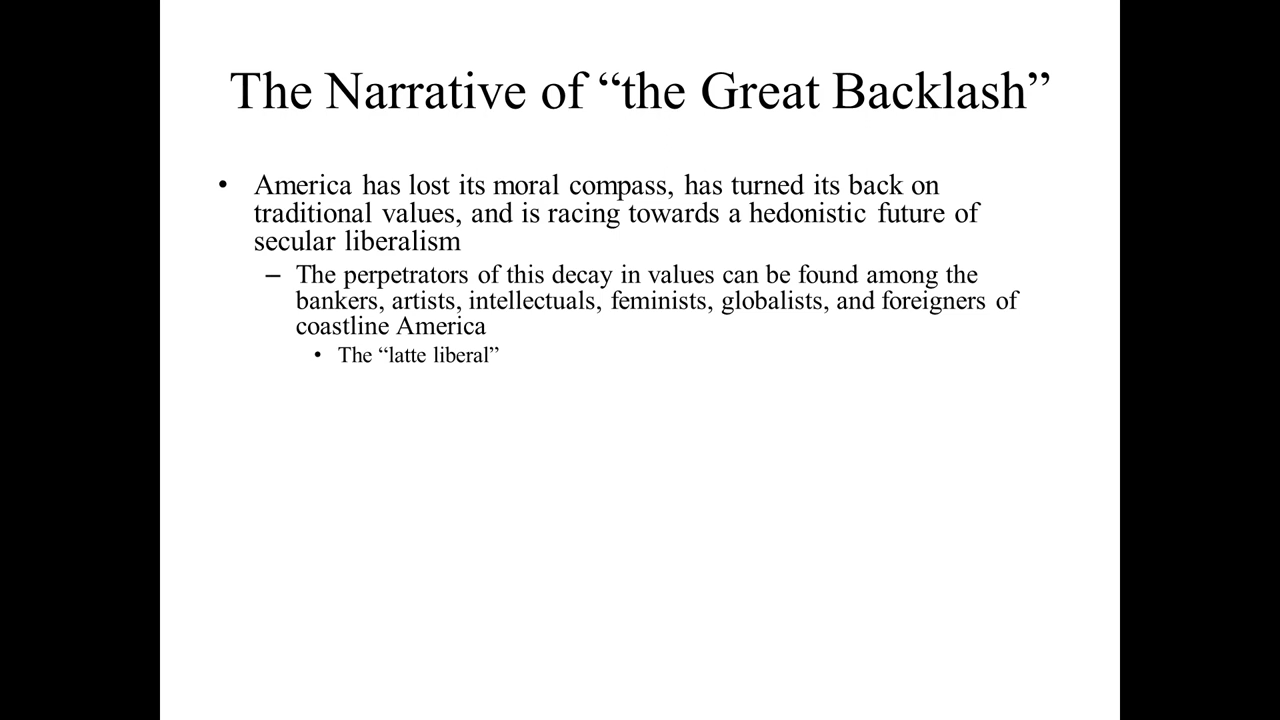 The Narrative of “the Great Backlash”
• America has lost its moral compass, has turned its back on
traditional values, and is racing towards a hedonistic future of
secular liberalism
– The perpetrators of this decay in values can be found among the
bankers, artists, intellectuals, feminists, globalists, and foreigners of
coastline America
• The “latte liberal”